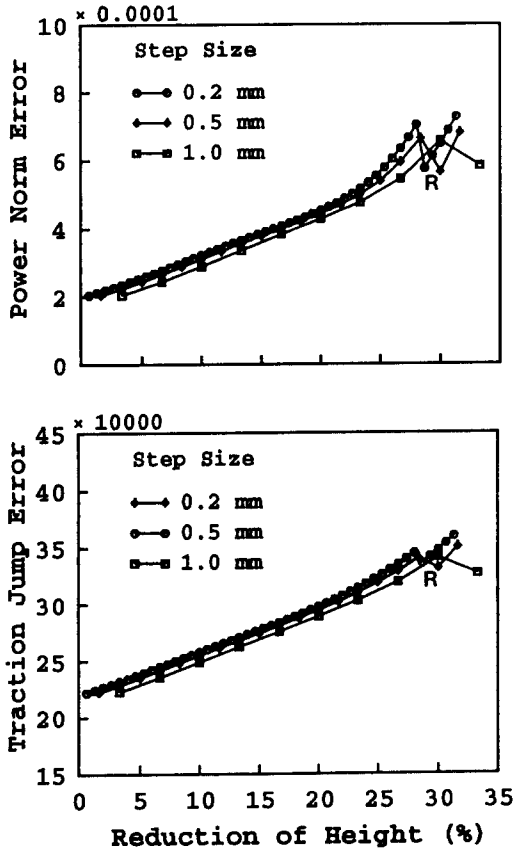 × 0.0001
10
Step Size
8
0.2 mm
0.5 mm
1.0 mm
6
R
4
2
0
Power Norm Error
× 10000
45
Step Size
40
0.2 mm
0.5 mm
1.0 mm
35
R
30
25
20
15
Traction Jump Error
0 5 10 15 20 25 30 35
Reduction of Height (%)